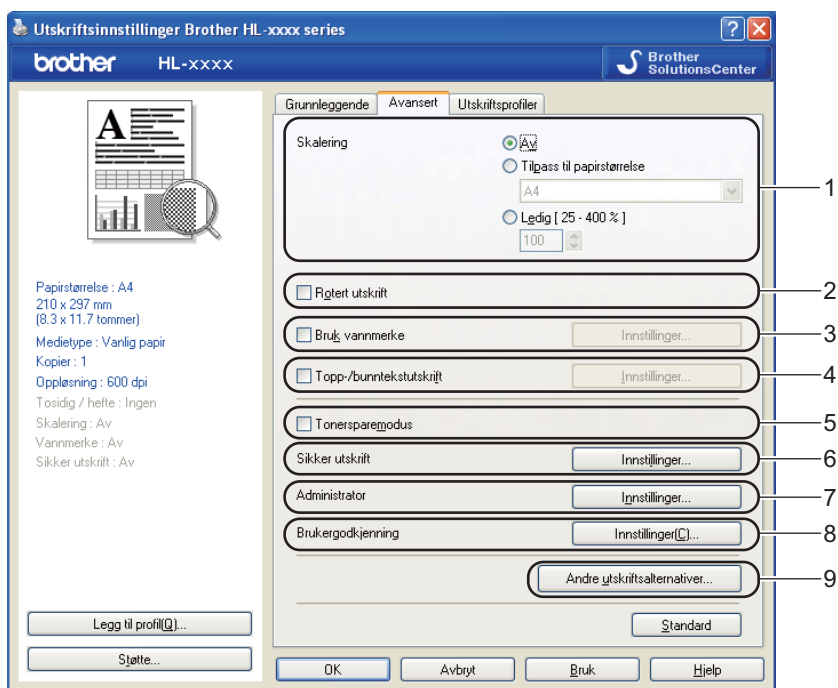 Utskriftsinnstillinger Brother HL-xxxx series
brother HL-xxxx
Brother
SolutionsCenter
Grunnleggende Avansert Utskriftsprofiler
A
Skalering
Av
Tilpass til papirstørrelse
A4
Ledig [ 25 - 400 % ]
100
1
Rotert utskrift
2
Bruk vannmerke Innstillinger...
3
Topp-/bunntekstutskrift Innstillinger...
4
Tonersparemodus
5
Sikker utskrift Innstillinger...
6
Administrator Innstillinger...
7
Brukergodkjenning Innstillinger(C)...
8
Andre utskriftsalternativer...
9
Papirstørrelse : A4
210 x 297 mm
(8.3 x 11.7 tommer)
Medietype : Vanlig papir
Kopier : 1
Oppløsning : 600 dpi
Tosidig / hefte : Ingen
Skalering : Av
Vannmerke : Av
Sikker utskrift : Av
Legg til profil(Q)...
Støtte...
Standard
OK Avbryt Bruk Hjelp